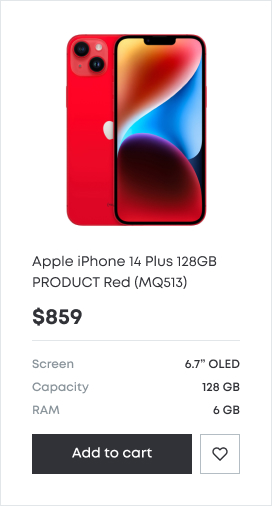 Apple iPhone 14 Plus 128GB
PRODUCT Red (MQ513)
$859
Screen 6.7” OLED
Capacity 128 GB
RAM 6 GB
Add to cart